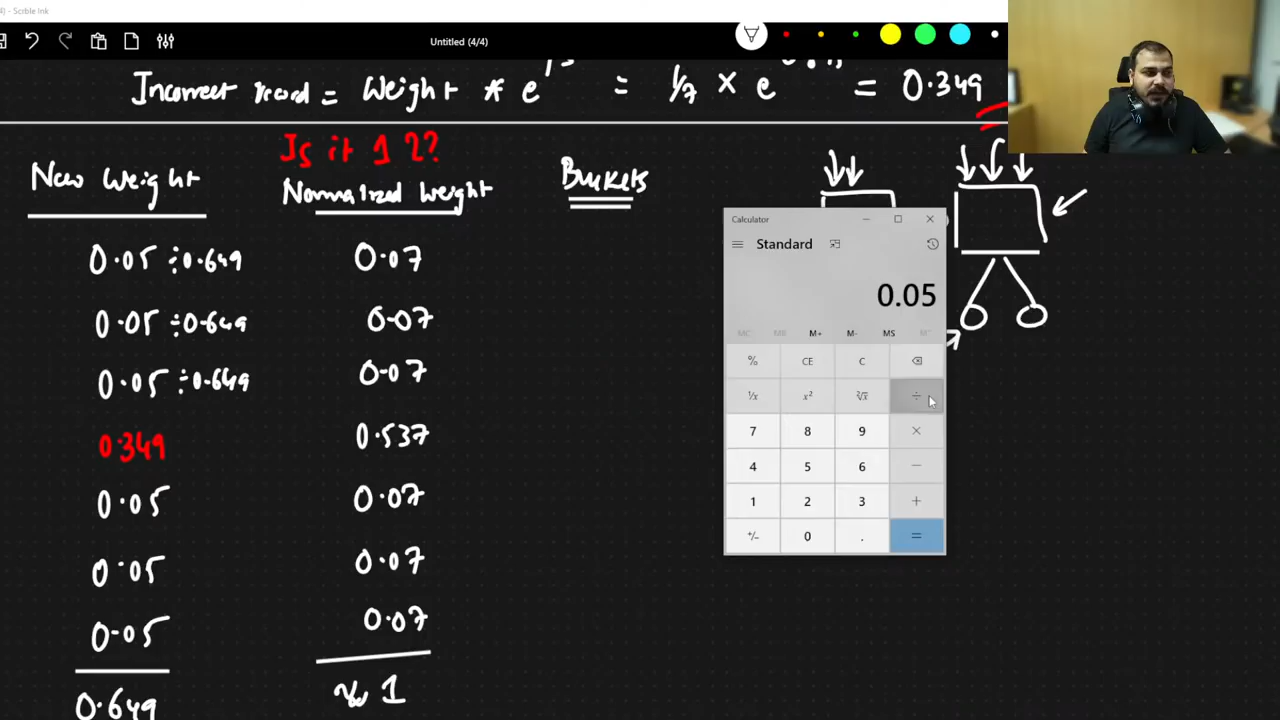 Scrble Ink
Untitled (4/4)
Incorrect record = Weight * e = 1/7 × e = 0.349
Is it 1 ??
New Weight Normalized Weight Buckets
0.05 ÷0.649 0.07
0.05 ÷0.649 0.07
0.05 ÷0.649 0.07
0.349 0.537
0.05 0.07
0.05 0.07
0.05 0.07
0.649 ≈ 1
Calculator
Standard
0.05
MC MR M+ M- MS M˅
% CE C
1/x x² ²√x ÷
7 8 9 ×
4 5 6 −
1 2 3 +
+/− 0 . =